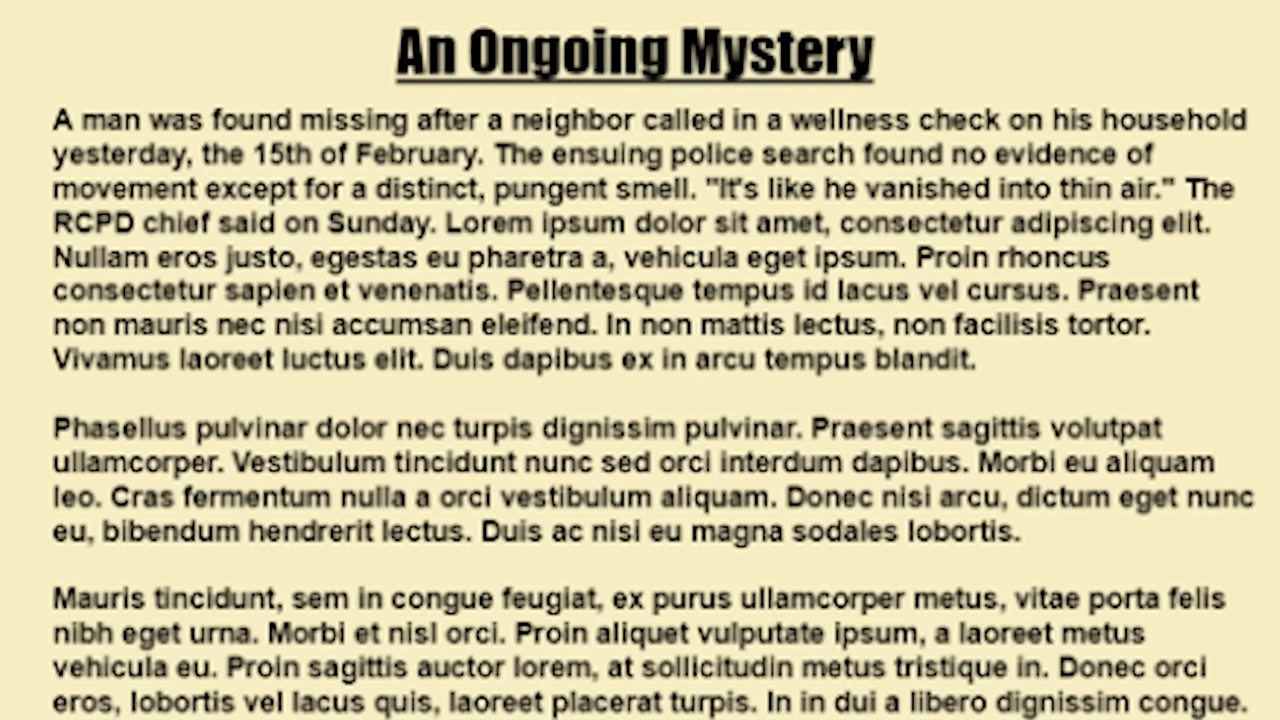 An Ongoing Mystery
A man was found missing after a neighbor called in a wellness check on his household
yesterday, the 15th of February. The ensuing police search found no evidence of
movement except for a distinct, pungent smell. "It's like he vanished into thin air." The
RCPD chief said on Sunday. Lorem ipsum dolor sit amet, consectetur adipiscing elit.
Nullam eros justo, egestas eu pharetra a, vehicula eget ipsum. Proin rhoncus
consectetur sapien et venenatis. Pellentesque tempus id lacus vel cursus. Praesent
non mauris nec nisi accumsan eleifend. In non mattis lectus, non facilisis tortor.
Vivamus laoreet luctus elit. Duis dapibus ex in arcu tempus blandit.
Phasellus pulvinar dolor nec turpis dignissim pulvinar. Praesent sagittis volutpat
ullamcorper. Vestibulum tincidunt nunc sed orci interdum dapibus. Morbi eu aliquam
leo. Cras fermentum nulla a orci vestibulum aliquam. Donec nisi arcu, dictum eget nunc
eu, bibendum hendrerit lectus. Duis ac nisi eu magna sodales lobortis.
Mauris tincidunt, sem in congue feugiat, ex purus ullamcorper metus, vitae porta felis
nibh eget urna. Morbi et nisl orci. Proin aliquet vulputate ipsum, a laoreet metus
vehicula eu. Proin sagittis auctor lorem, at sollicitudin metus tristique in. Donec orci
eros, lobortis vel lacus quis, laoreet placerat turpis. In in dui a libero dignissim congue.